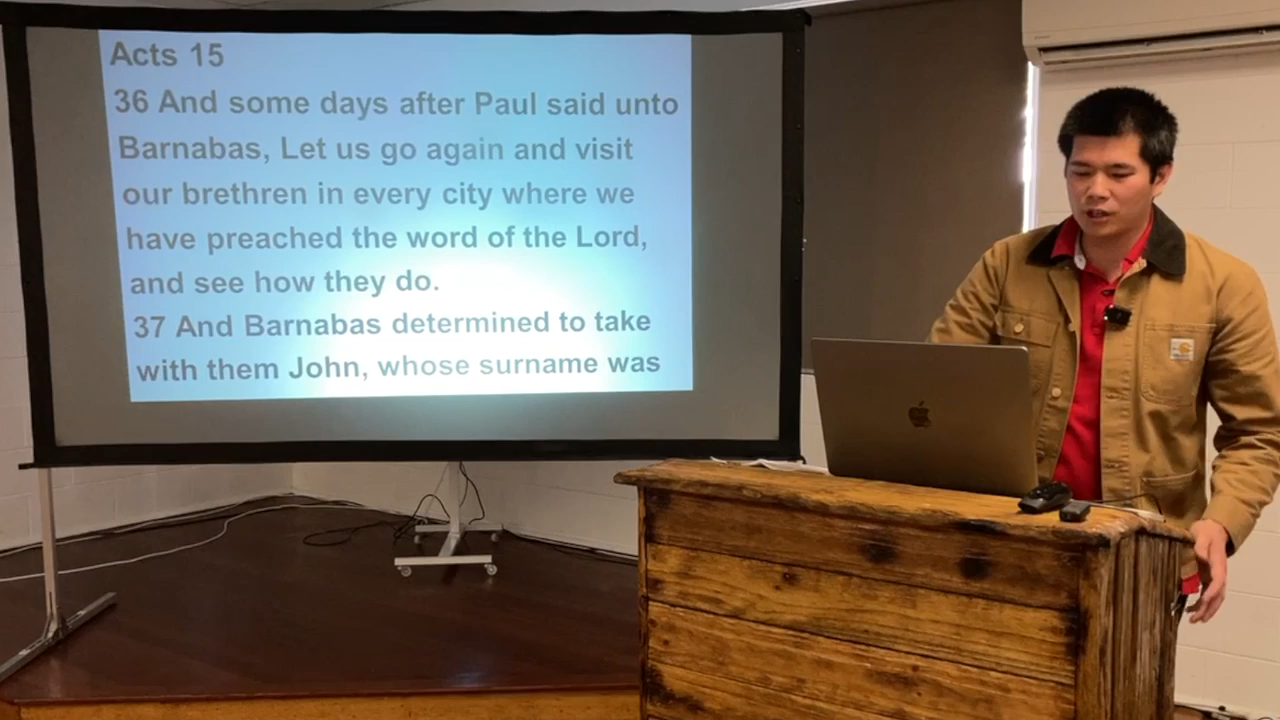 Acts 15
36 And some days after Paul said unto
Barnabas, Let us go again and visit
our brethren in every city where we
have preached the word of the Lord,
and see how they do.
37 And Barnabas determined to take
with them John, whose surname was